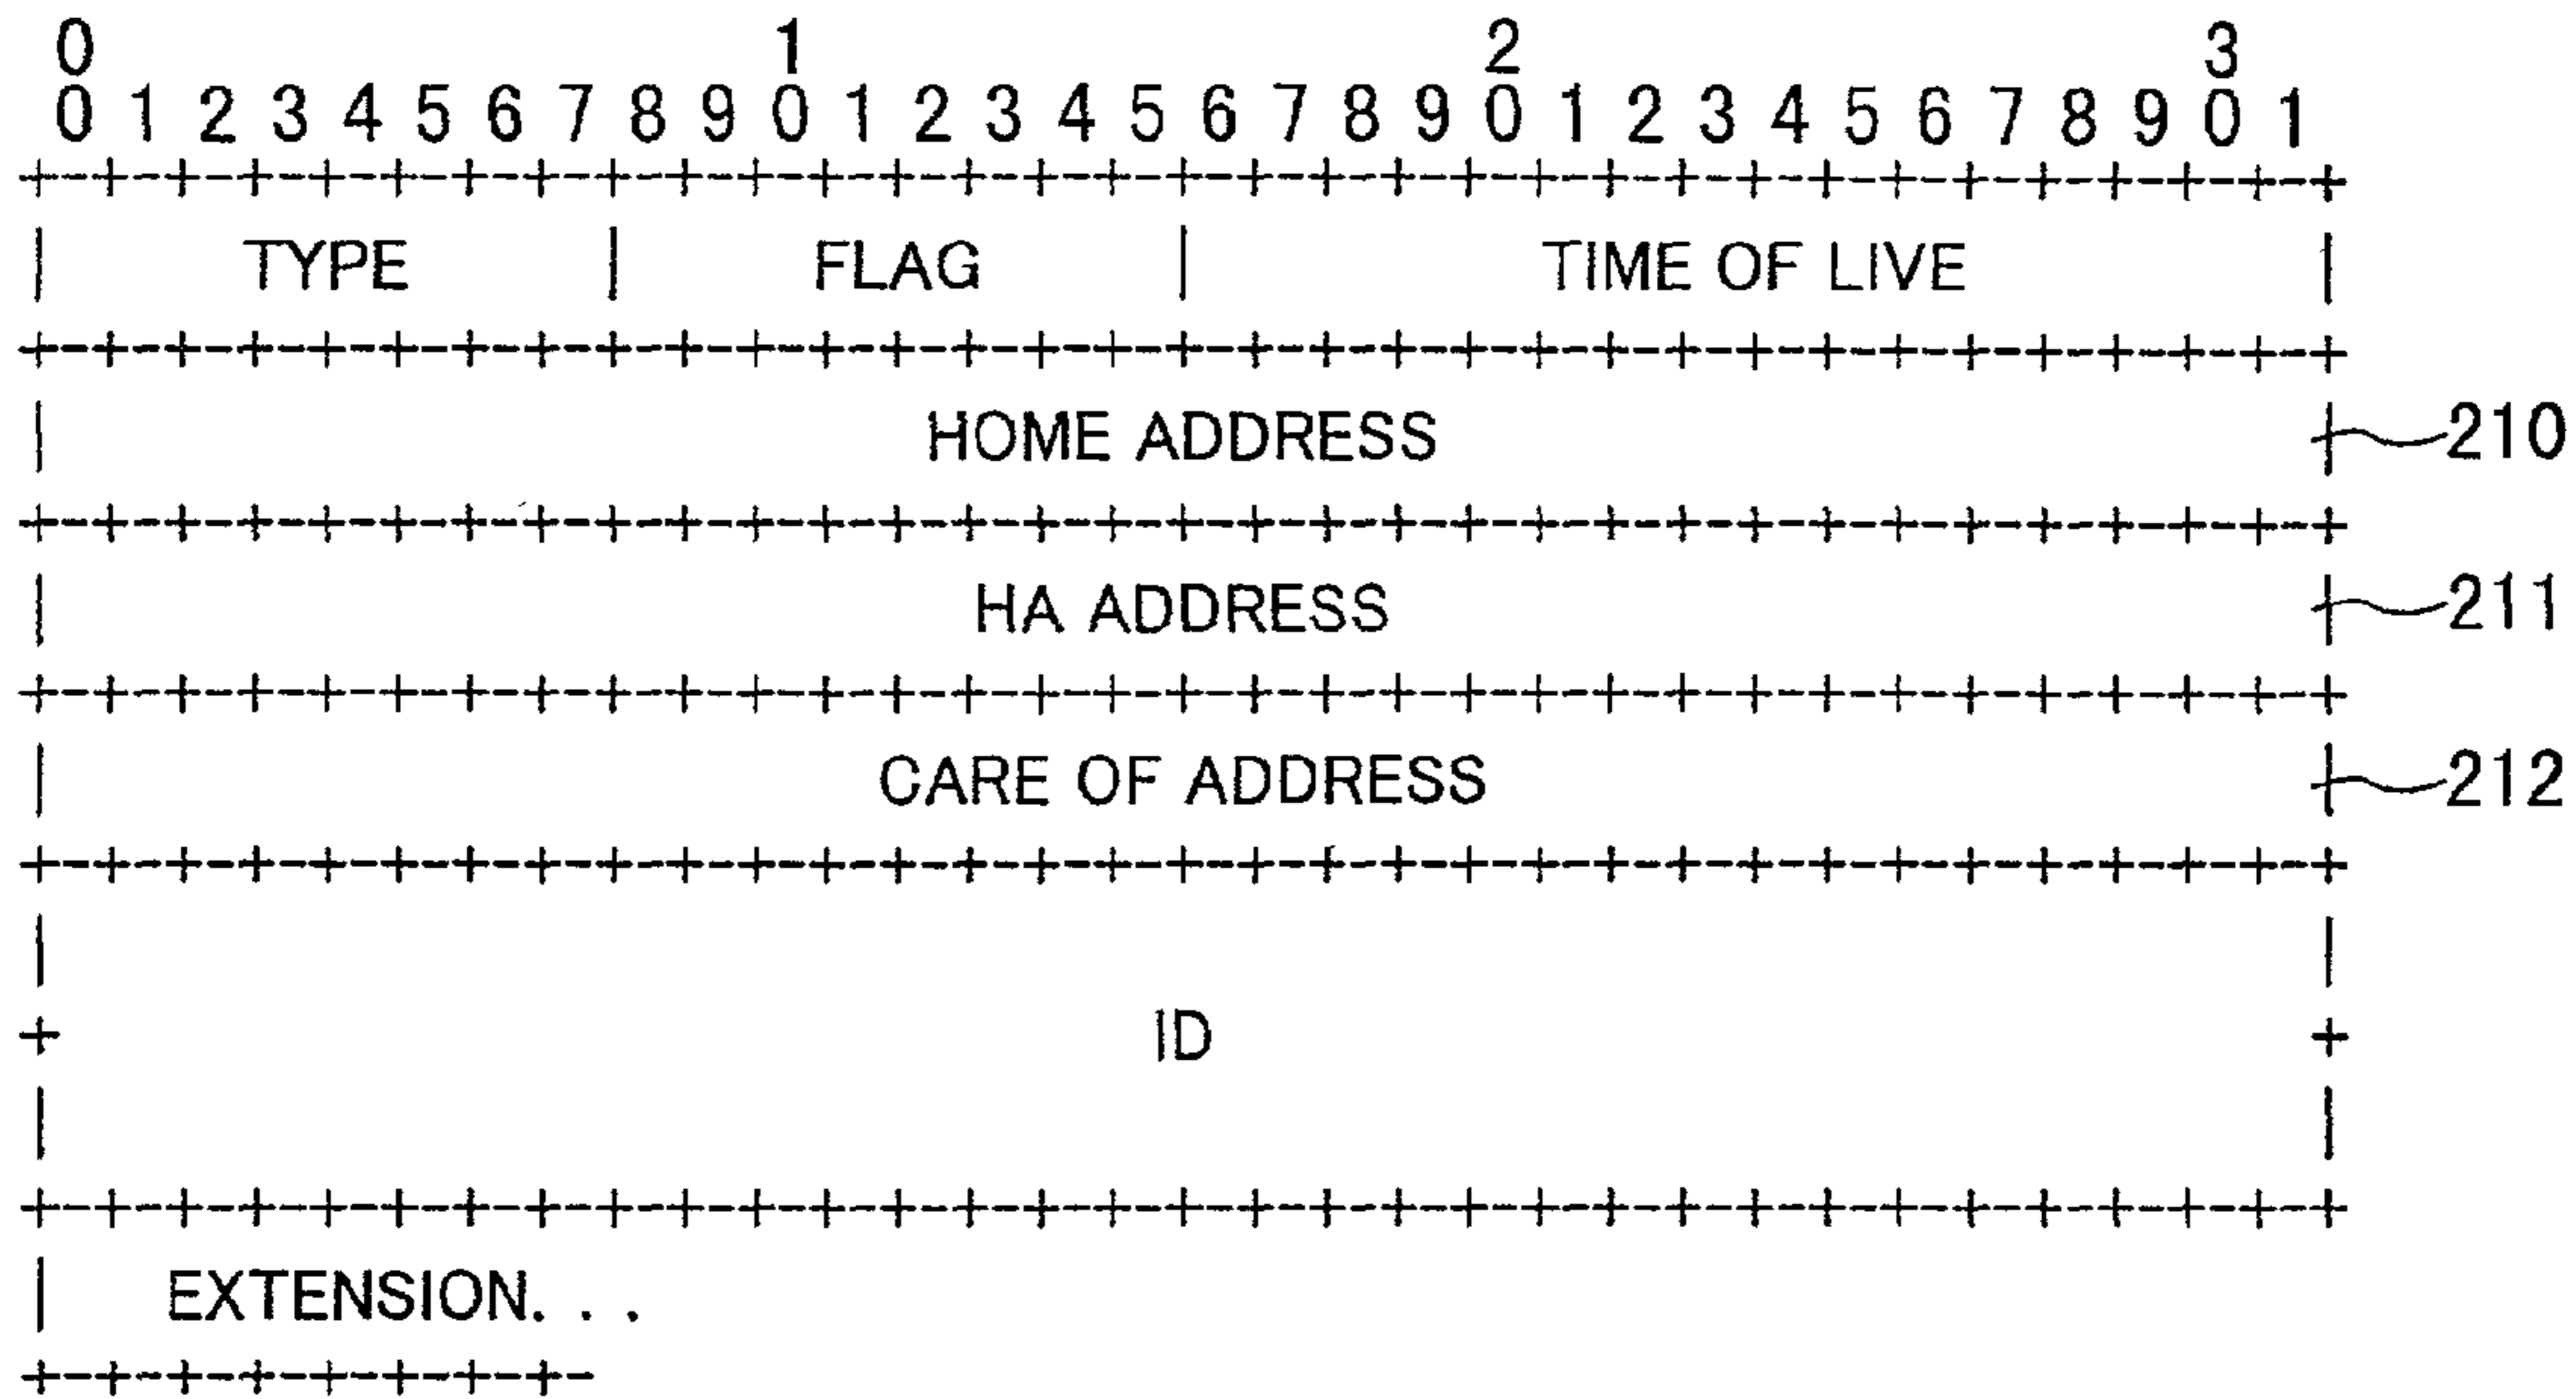 0 1 2 3
0 1 2 3 4 5 6 7 8 9 0 1 2 3 4 5 6 7 8 9 0 1 2 3 4 5 6 7 8 9 0 1
+-+-+-+-+-+-+-+-+-+-+-+-+-+-+-+-+-+-+-+-+-+-+-+-+-+-+-+-+-+-+-+-+
| TYPE | FLAG | TIME OF LIVE |
+-+-+-+-+-+-+-+-+-+-+-+-+-+-+-+-+-+-+-+-+-+-+-+-+-+-+-+-+-+-+-+-+
| HOME ADDRESS | 210
+-+-+-+-+-+-+-+-+-+-+-+-+-+-+-+-+-+-+-+-+-+-+-+-+-+-+-+-+-+-+-+-+
| HA ADDRESS | 211
+-+-+-+-+-+-+-+-+-+-+-+-+-+-+-+-+-+-+-+-+-+-+-+-+-+-+-+-+-+-+-+-+
| CARE OF ADDRESS | 212
+-+-+-+-+-+-+-+-+-+-+-+-+-+-+-+-+-+-+-+-+-+-+-+-+-+-+-+-+-+-+-+-+
| |
+ ID +
| |
+-+-+-+-+-+-+-+-+-+-+-+-+-+-+-+-+-+-+-+-+-+-+-+-+-+-+-+-+-+-+-+-+
| EXTENSION. . .
+-+-+-+-+-+-+-+-